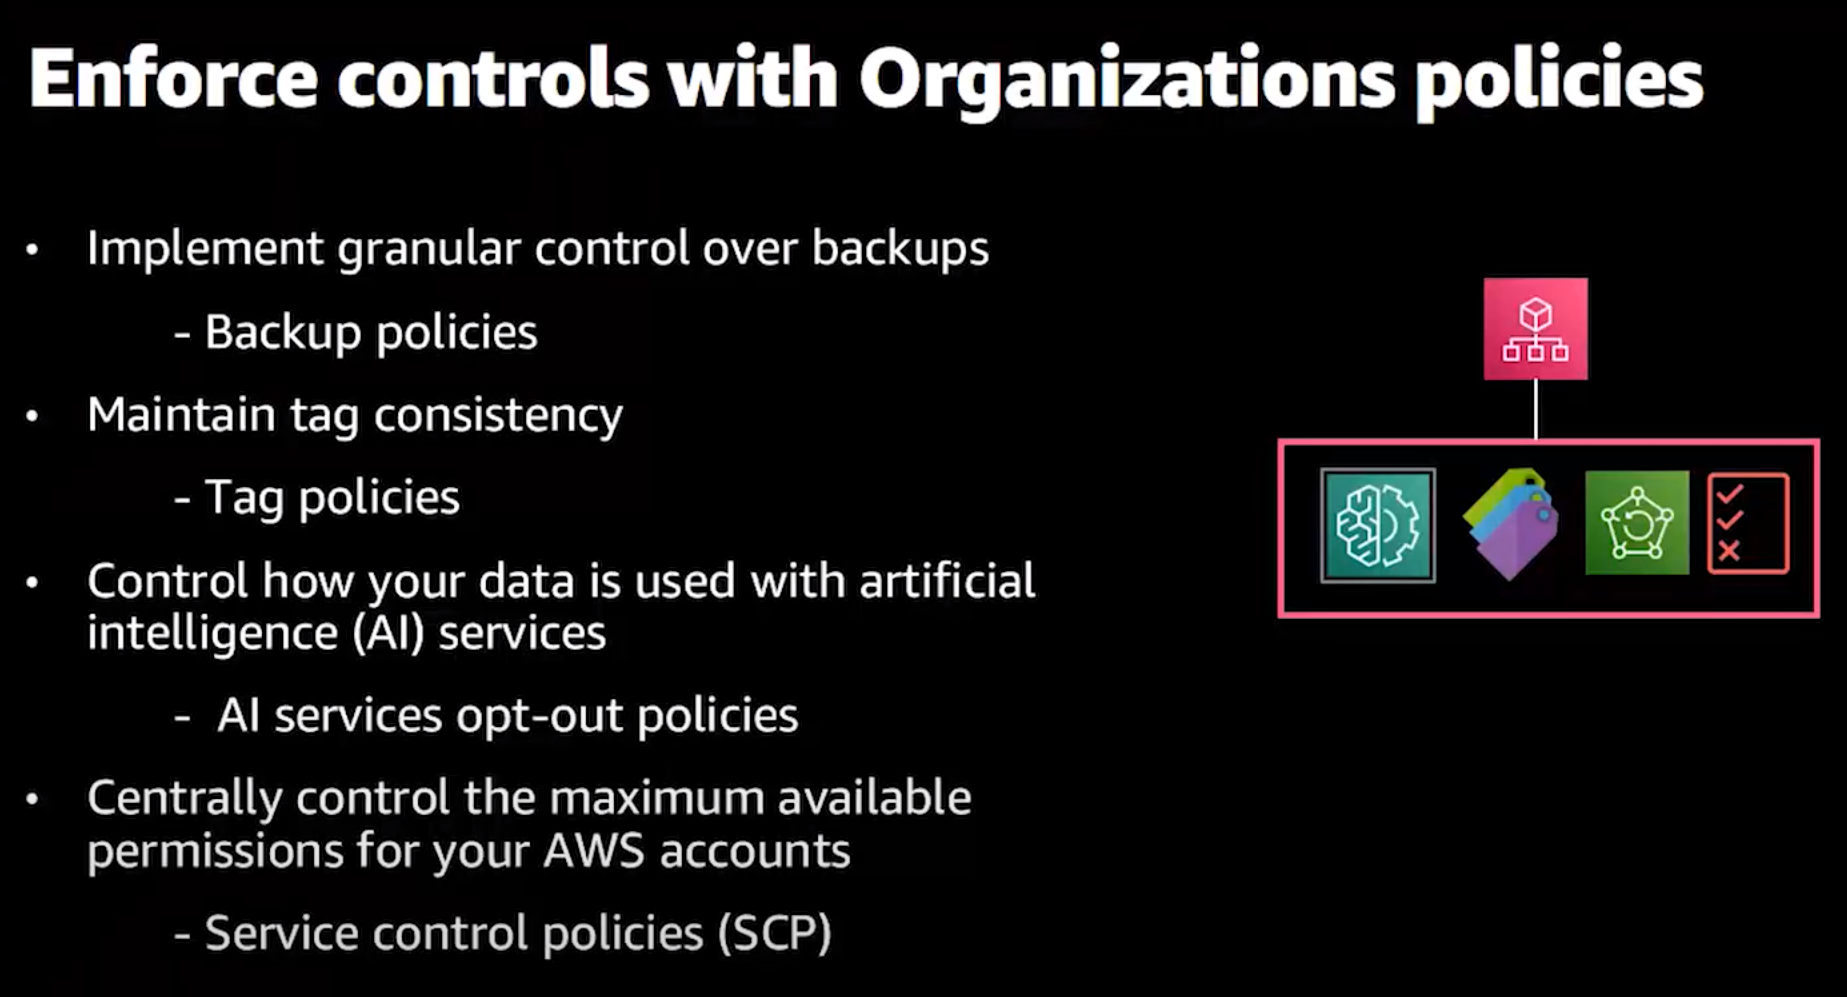 Enforce controls with Organizations policies
• Implement granular control over backups
- Backup policies
• Maintain tag consistency
- Tag policies
• Control how your data is used with artificial
intelligence (AI) services
- AI services opt-out policies
• Centrally control the maximum available
permissions for your AWS accounts
- Service control policies (SCP)